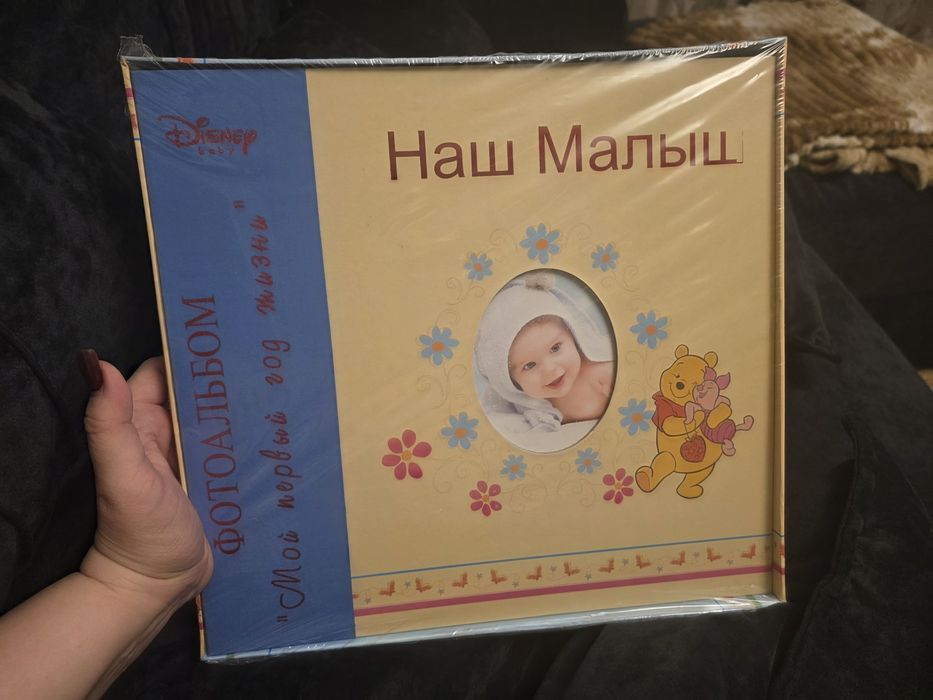 Disney
baby
Наш Малыш
ФОТОАЛЬБОМ
"Мой первый год жизни"